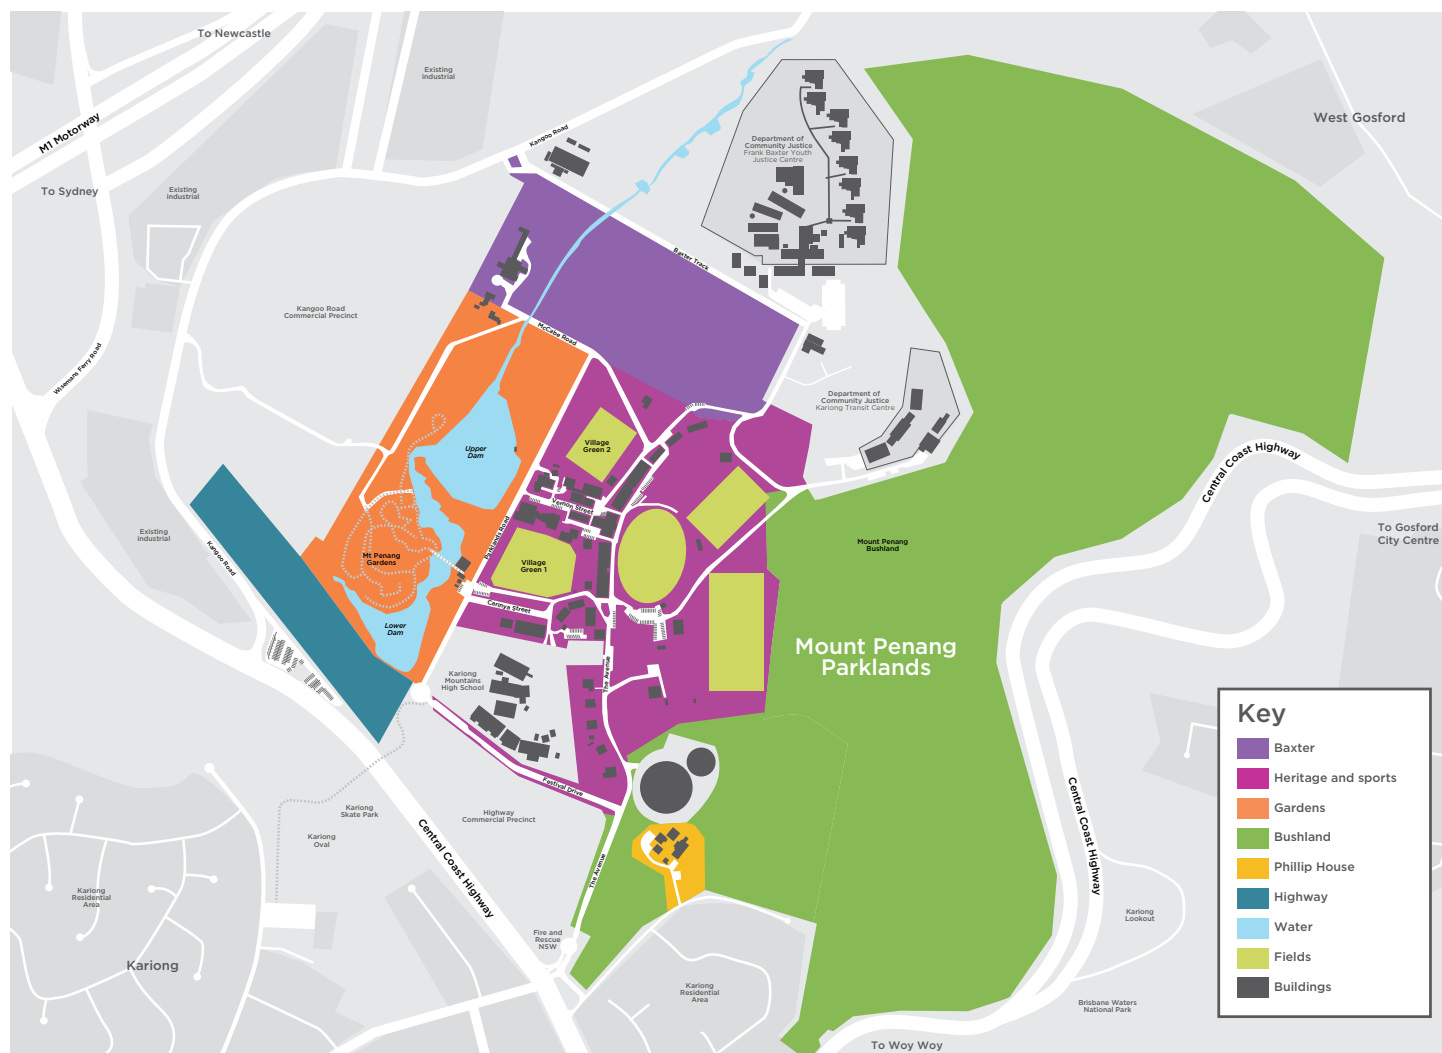 To Newcastle
M1 Motorway
To Sydney
Existing
industrial
Existing
industrial
Kangoo Road
Department of
Community Justice
Frank Baxter Youth
Justice Centre
West Gosford
Baxter Track
Kangoo Road
Commercial Precinct
McCabe Road
Wisemans Ferry Road
Department of
Community Justice
Kariong Transit Centre
Upper
Dam
Village
Green 2
Central Coast Highway
Vernon Street
Existing
industrial
Kangoo Road
Parklands Road
Mt Penang
Gardens
Village
Green 1
Mount Penang
Bushland
To Gosford
City Centre
Carinya Street
Lower
Dam
Mount Penang
Parklands
Kariong
Mountains
High School
The Avenue
Festival Drive
Kariong
Skate Park
Highway
Commercial Precinct
Kariong
Oval
Central Coast Highway
The Avenue
Central Coast Highway
Kariong
Residential
Area
Fire and
Rescue
NSW
Kariong
Kariong
Residential
Area
Kariong
Lookout
Brisbane Waters
National Park
To Woy Woy
Key
Baxter
Heritage and sports
Gardens
Bushland
Phillip House
Highway
Water
Fields
Buildings